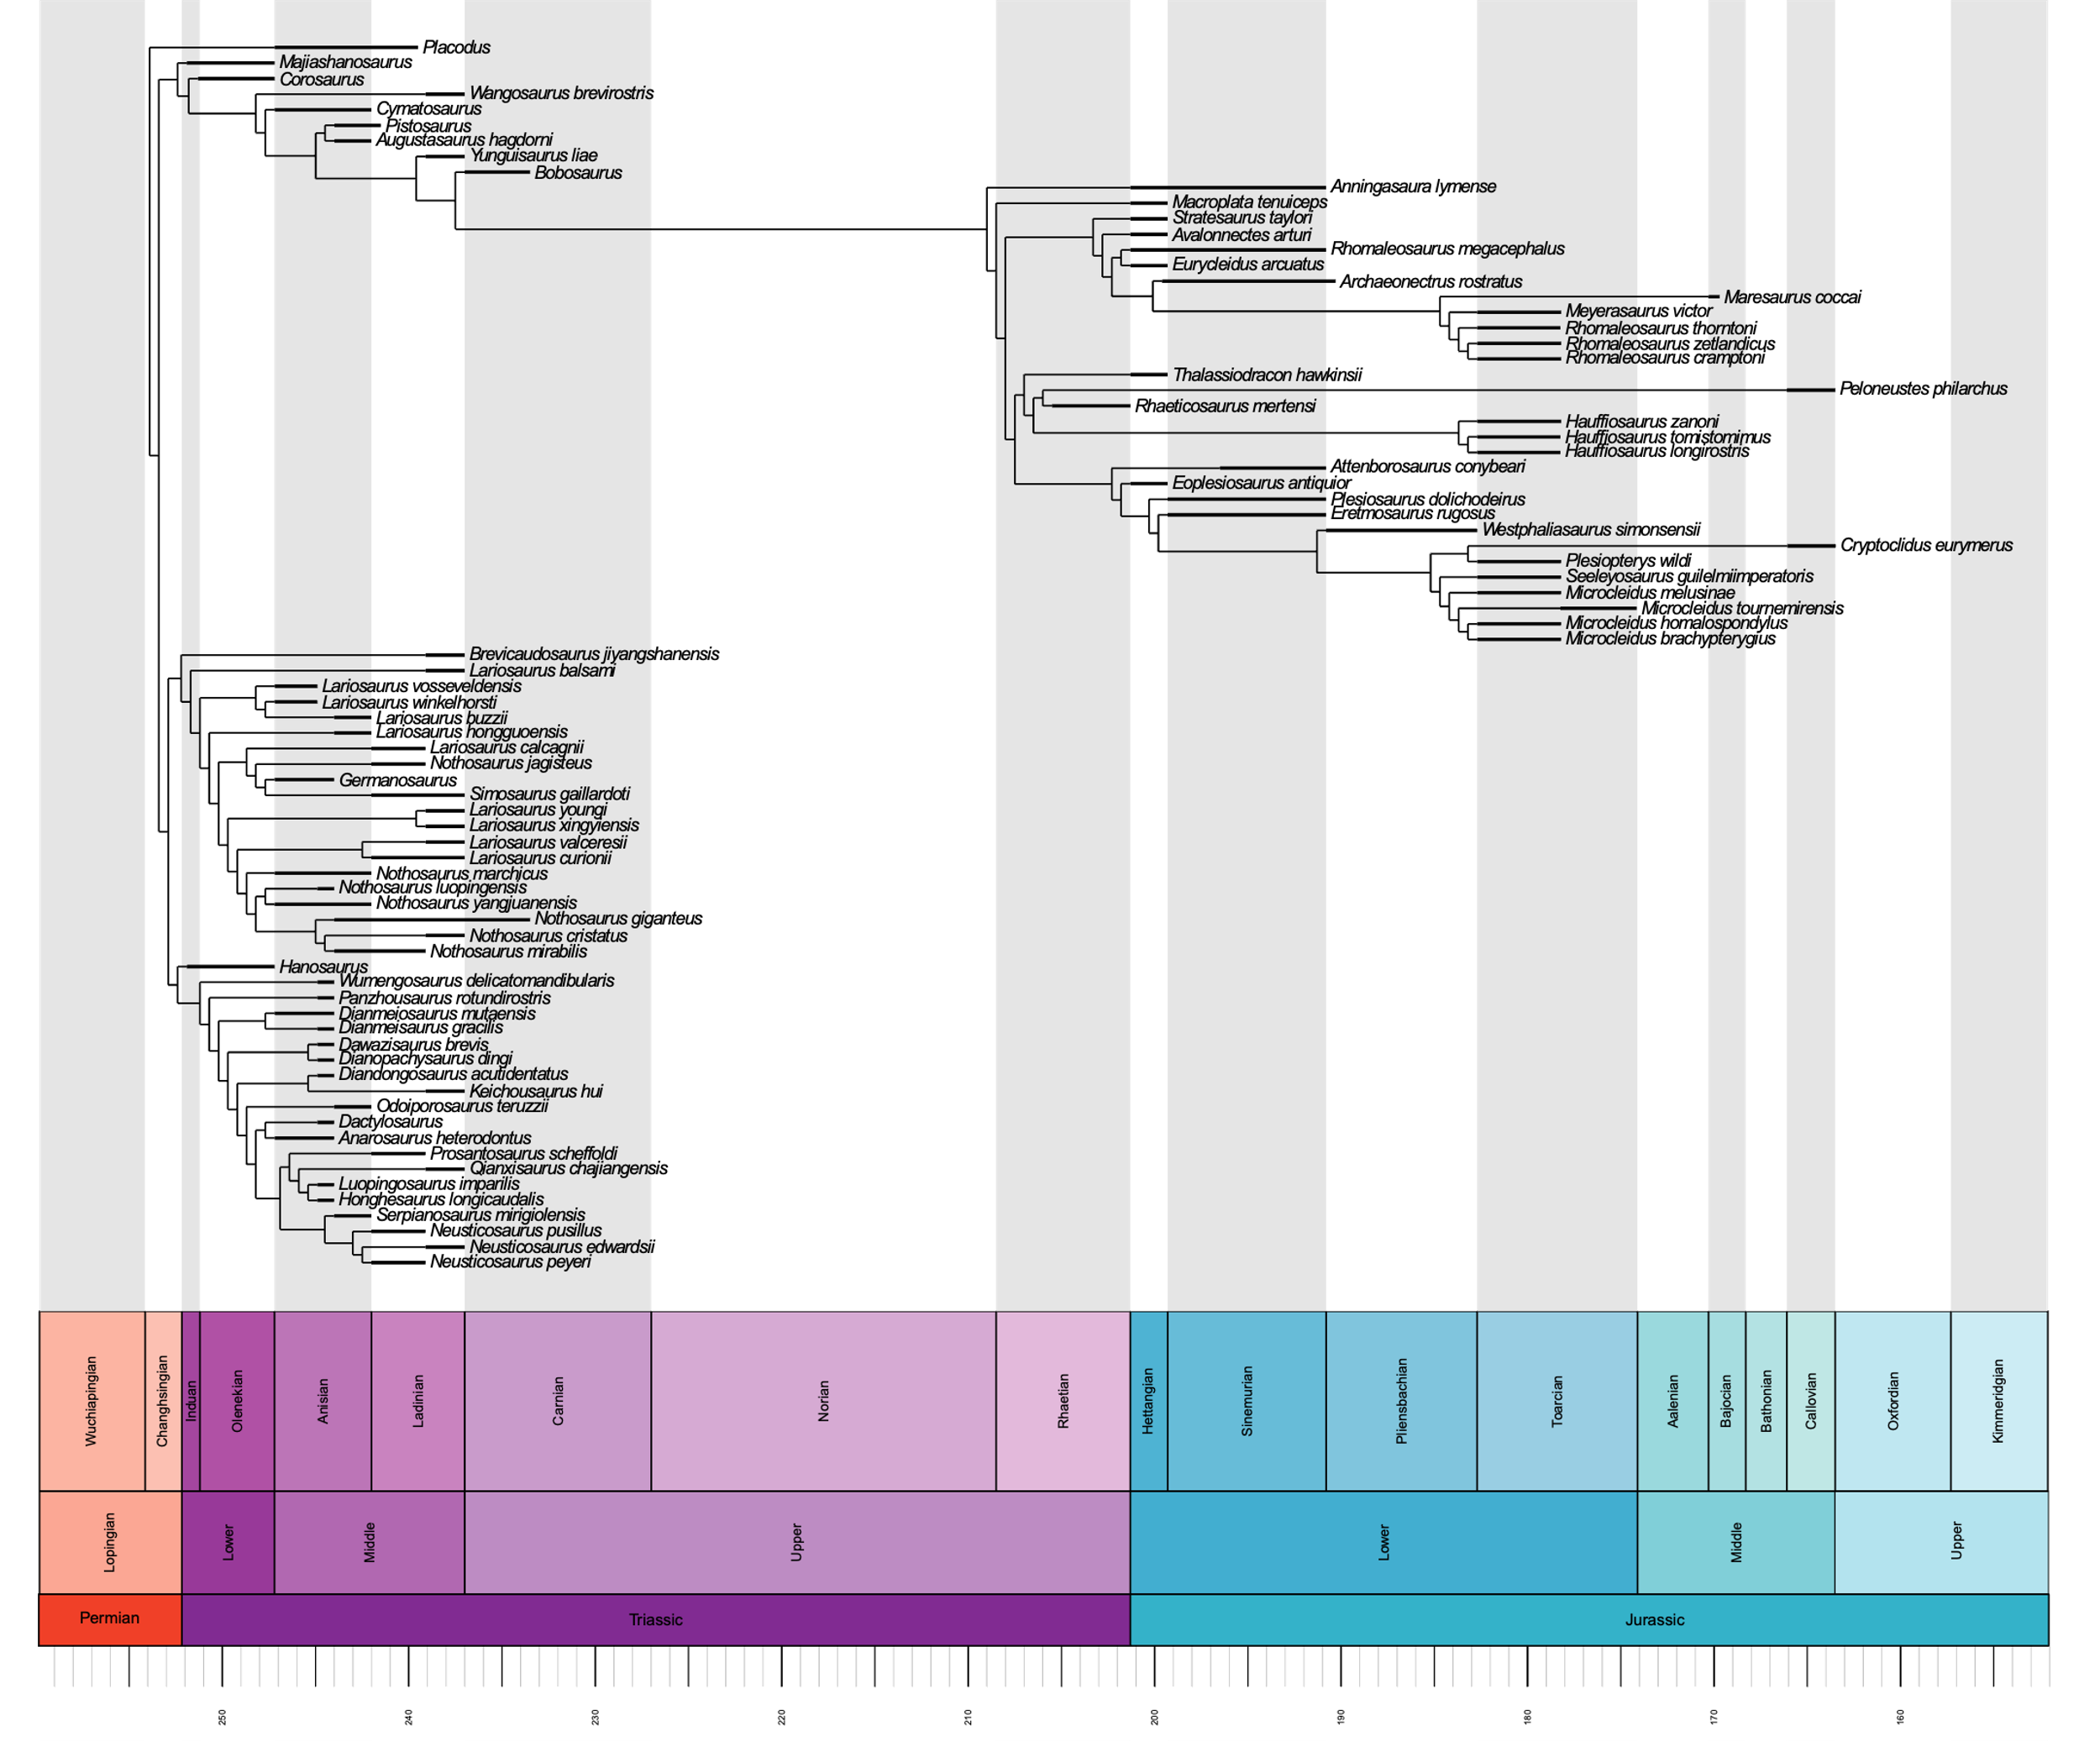 Placodus
Majiashanosaurus
Corosaurus
Wangosaurus brevirostris
Cymatosaurus
Pistosaurus
Augustasaurus hagdorni
Yunguisaurus liae
Bobosaurus
Anningasaura lymense
Macroplata tenuiceps
Stratesaurus taylori
Avalonnectes arturi
Rhomaleosaurus megacephalus
Eurycleidus arcuatus
Archaeonectrus rostratus
Maresaurus coccai
Meyerasaurus victor
Rhomaleosaurus thorntoni
Rhomaleosaurus zetlandicus
Rhomaleosaurus cramptoni
Thalassiodracon hawkinsii
Peloneustes philarchus
Rhaeticosaurus mertensi
Hauffiosaurus zanoni
Hauffiosaurus tomistomimus
Hauffiosaurus longirostris
Attenborosaurus conybeari
Eoplesiosaurus antiquior
Plesiosaurus dolichodeirus
Eretmosaurus rugosus
Westphaliasaurus simonsensii
Cryptoclidus eurymerus
Plesiopterys wildi
Seeleyosaurus guilelmiimperatoris
Microcleidus melusinae
Microcleidus tournemirensis
Microcleidus homalospondylus
Microcleidus brachypterygius
Brevicaudosaurus jiyangshanensis
Lariosaurus balsami
Lariosaurus vosseveldensis
Lariosaurus winkelhorsti
Lariosaurus buzzii
Lariosaurus hongguoensis
Lariosaurus calcagnii
Nothosaurus jagisteus
Germanosaurus
Simosaurus gaillardoti
Lariosaurus youngi
Lariosaurus xingyiensis
Lariosaurus valceresii
Lariosaurus curionii
Nothosaurus marchicus
Nothosaurus luopingensis
Nothosaurus yangjuanensis
Nothosaurus giganteus
Nothosaurus cristatus
Nothosaurus mirabilis
Hanosaurus
Wumengosaurus delicatomandibularis
Panzhousaurus rotundirostris
Dianmeiosaurus mutaensis
Dianmeisaurus gracilis
Dawazisaurus brevis
Dianopachysaurus dingi
Diandongosaurus acutidentatus
Keichousaurus hui
Odoiporosaurus teruzzii
Dactylosaurus
Anarosaurus heterodontus
Prosantosaurus scheffoldi
Qianxisaurus chajiangensis
Luopingosaurus imparilis
Honghesaurus longicaudalis
Serpianosaurus mirigiolensis
Neusticosaurus pusillus
Neusticosaurus edwardsii
Neusticosaurus peyeri
Wuchiapingian Changhsingian Induan Olenekian Anisian Ladinian Carnian Norian Rhaetian Hettangian Sinemurian Pliensbachian Toarcian Aalenian Bajocian Bathonian Callovian Oxfordian Kimmeridgian
Lopingian Lower Middle Upper Lower Middle Upper
Permian Triassic Jurassic
250 240 230 220 210 200 190 180 170 160